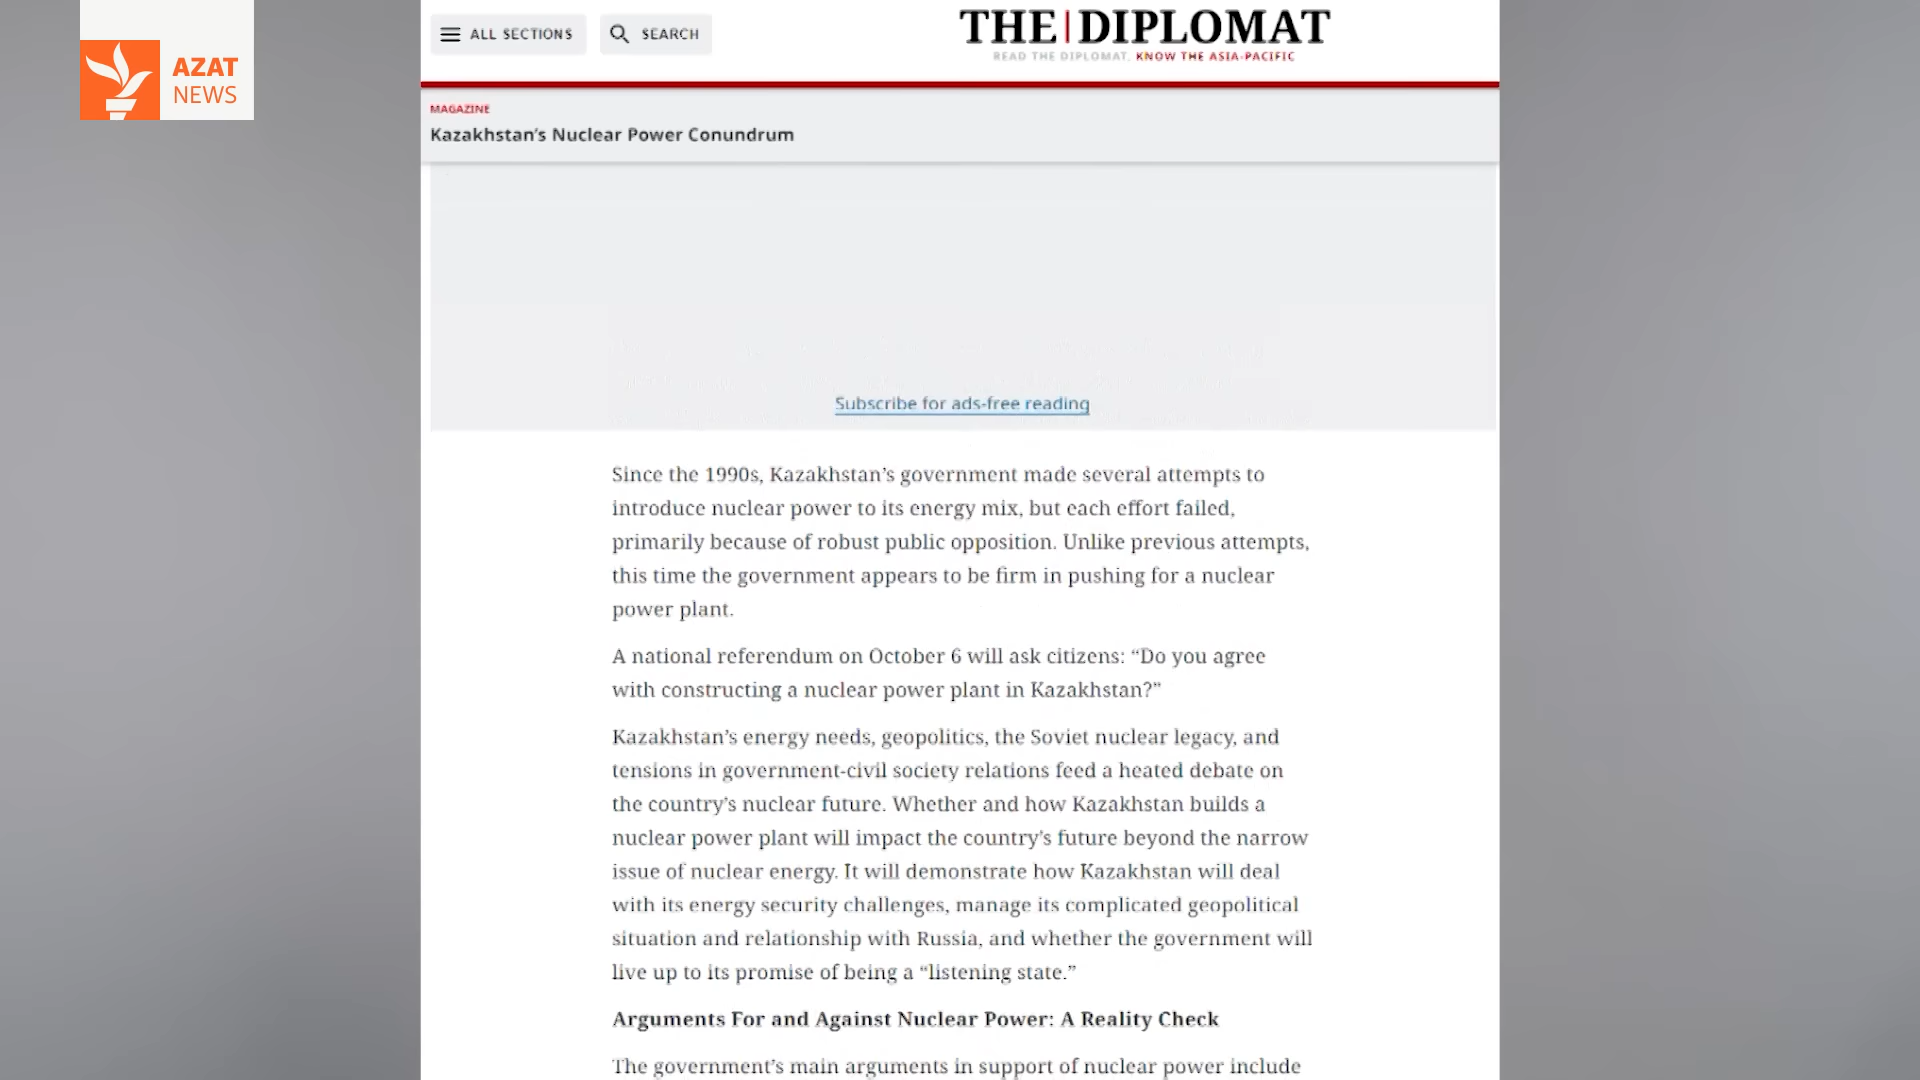 AZAT
NEWS
ALL SECTIONS
SEARCH
THE|DIPLOMAT
READ THE DIPLOMAT, KNOW THE ASIA-PACIFIC
MAGAZINE
Kazakhstan’s Nuclear Power Conundrum
Subscribe for ads-free reading
Since the 1990s, Kazakhstan’s government made several attempts to
introduce nuclear power to its energy mix, but each effort failed,
primarily because of robust public opposition. Unlike previous attempts,
this time the government appears to be firm in pushing for a nuclear
power plant.
A national referendum on October 6 will ask citizens: “Do you agree
with constructing a nuclear power plant in Kazakhstan?”
Kazakhstan’s energy needs, geopolitics, the Soviet nuclear legacy, and
tensions in government-civil society relations feed a heated debate on
the country’s nuclear future. Whether and how Kazakhstan builds a
nuclear power plant will impact the country’s future beyond the narrow
issue of nuclear energy. It will demonstrate how Kazakhstan will deal
with its energy security challenges, manage its complicated geopolitical
situation and relationship with Russia, and whether the government will
live up to its promise of being a “listening state.”
Arguments For and Against Nuclear Power: A Reality Check
The government’s main arguments in support of nuclear power include